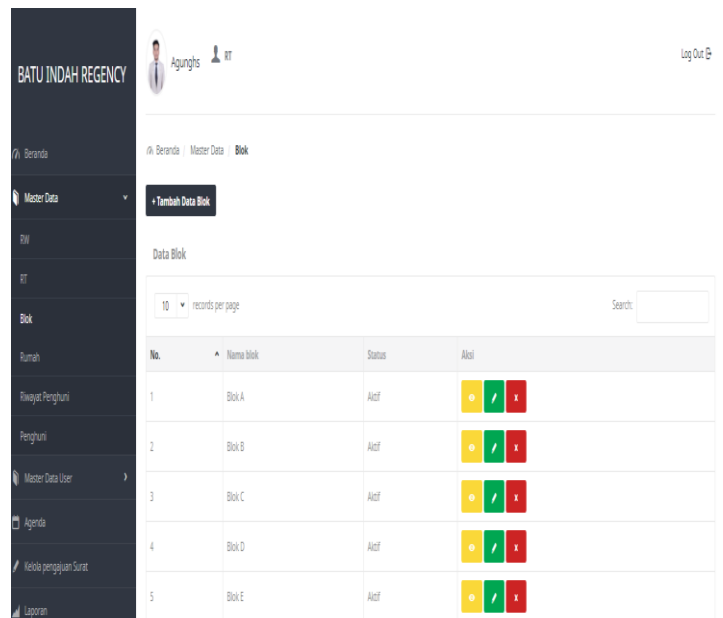 BATU INDAH REGENCY
Beranda
Master Data
RW
RT
Blok
Rumah
Riwayat Penghuni
Penghuni
Master Data User
Agenda
Kelola pengajuan Surat
Laporan
Agunghs RT
Log Out
Beranda / Master Data / Blok
+ Tambah Data Blok
Data Blok
10 records per page
Search:
No. Nama blok Status Aksi
1 Blok A Aktif x
2 Blok B Aktif x
3 Blok C Aktif x
4 Blok D Aktif x
5 Blok E Aktif x